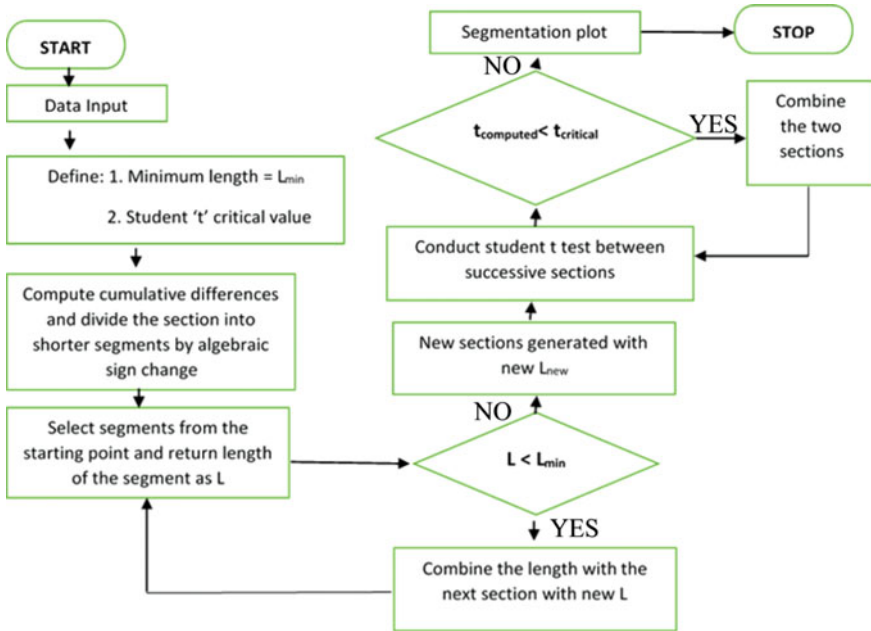 START
Data Input
Define: 1. Minimum length = Lmin
2. Student ‘t’ critical value
Compute cumulative differences
and divide the section into
shorter segments by algebraic
sign change
Select segments from the
starting point and return length
of the segment as L
L < Lmin
YES
Combine the length with the
next section with new L
NO
New sections generated with
new Lnew
Conduct student t test between
successive sections
tcomputed< tcritical
YES
Combine
the two
sections
NO
Segmentation plot
STOP